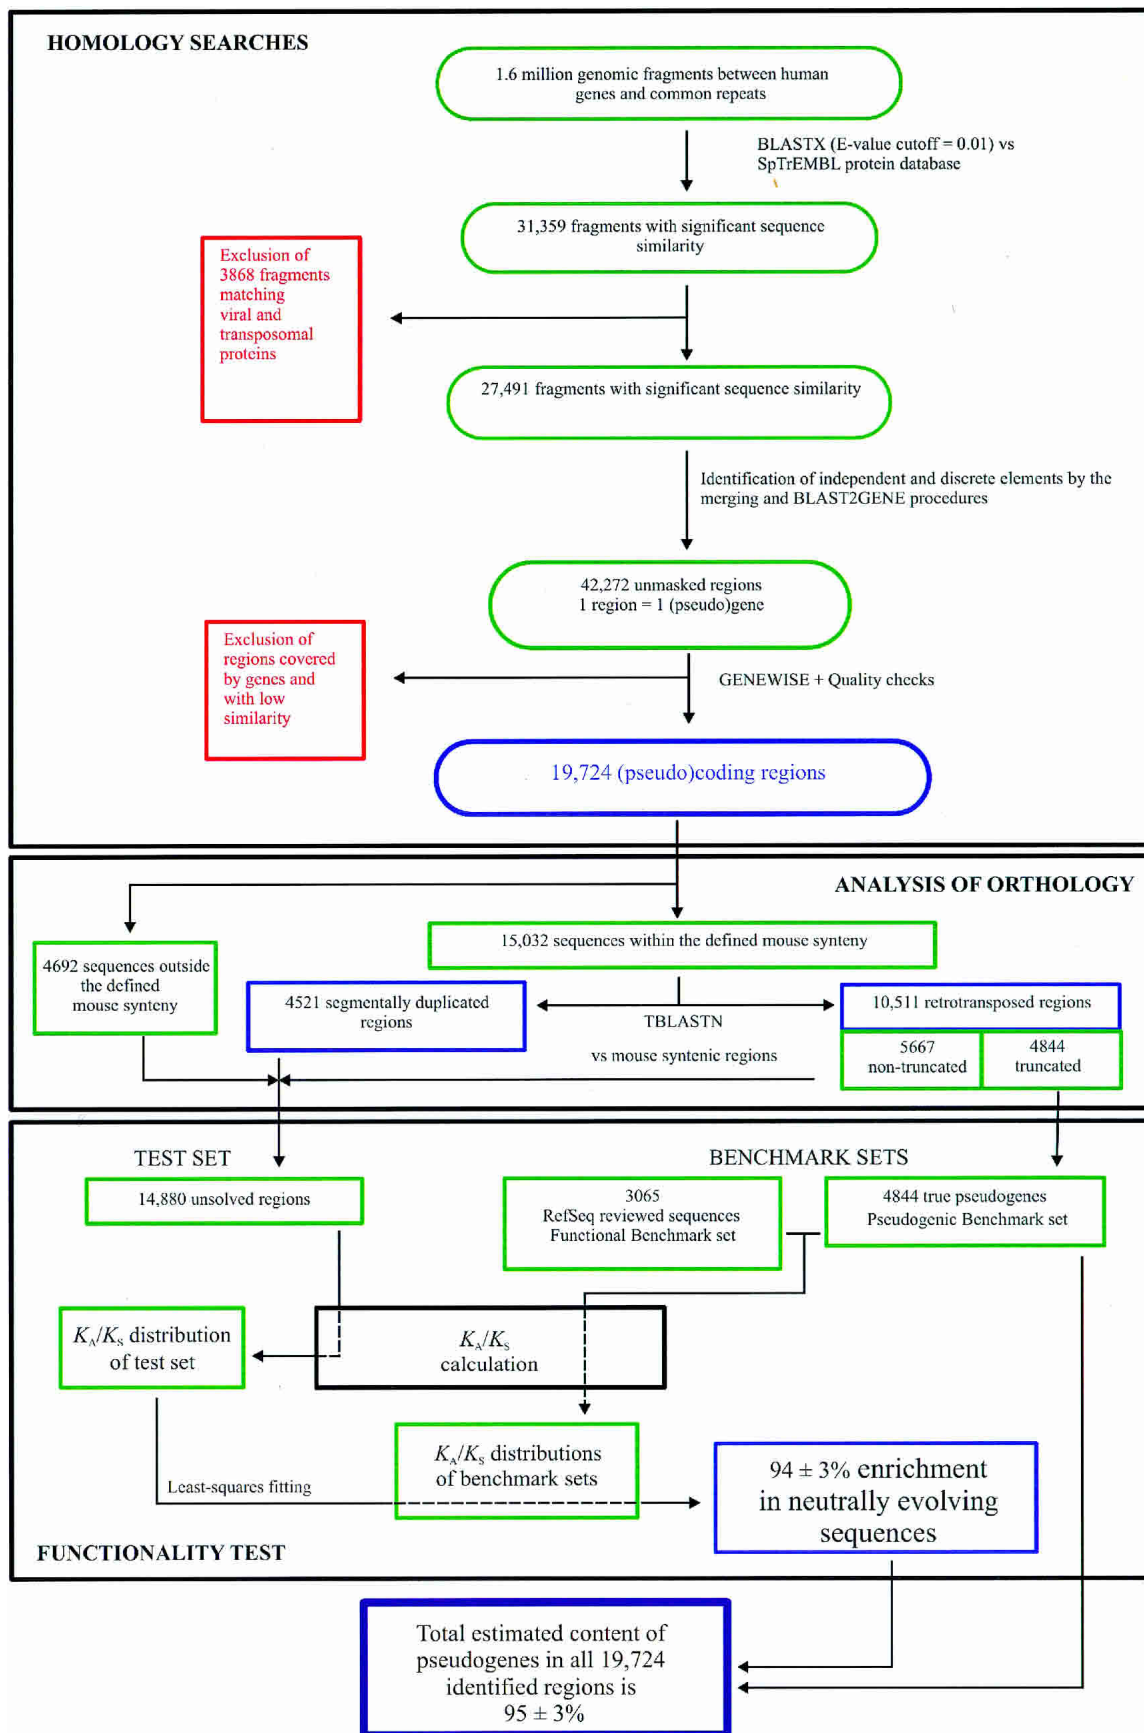 HOMOLOGY SEARCHES
1.6 million genomic fragments between human
genes and common repeats
BLASTX (E-value cutoff = 0.01) vs
SpTrEMBL protein database
31,359 fragments with significant sequence
similarity
Exclusion of
3868 fragments
matching
viral and
transposomal
proteins
27,491 fragments with significant sequence similarity
Identification of independent and discrete elements by the
merging and BLAST2GENE procedures
42,272 unmasked regions
1 region = 1 (pseudo)gene
Exclusion of
regions covered
by genes and
with low
similarity
GENEWISE + Quality checks
19,724 (pseudo)coding regions
ANALYSIS OF ORTHOLOGY
15,032 sequences within the defined mouse synteny
4692 sequences outside
the defined
mouse synteny
4521 segmentally duplicated
regions
TBLASTN
vs mouse syntenic regions
10,511 retrotransposed regions
5667
non-truncated
4844
truncated
TEST SET
BENCHMARK SETS
14,880 unsolved regions
3065
RefSeq reviewed sequences
Functional Benchmark set
4844 true pseudogenes
Pseudogenic Benchmark set
K_A/K_S distribution
of test set
K_A/K_S
calculation
K_A/K_S distributions
of benchmark sets
Least-squares fitting
94 ± 3% enrichment
in neutrally evolving
sequences
FUNCTIONALITY TEST
Total estimated content of
pseudogenes in all 19,724
identified regions is
95 ± 3%